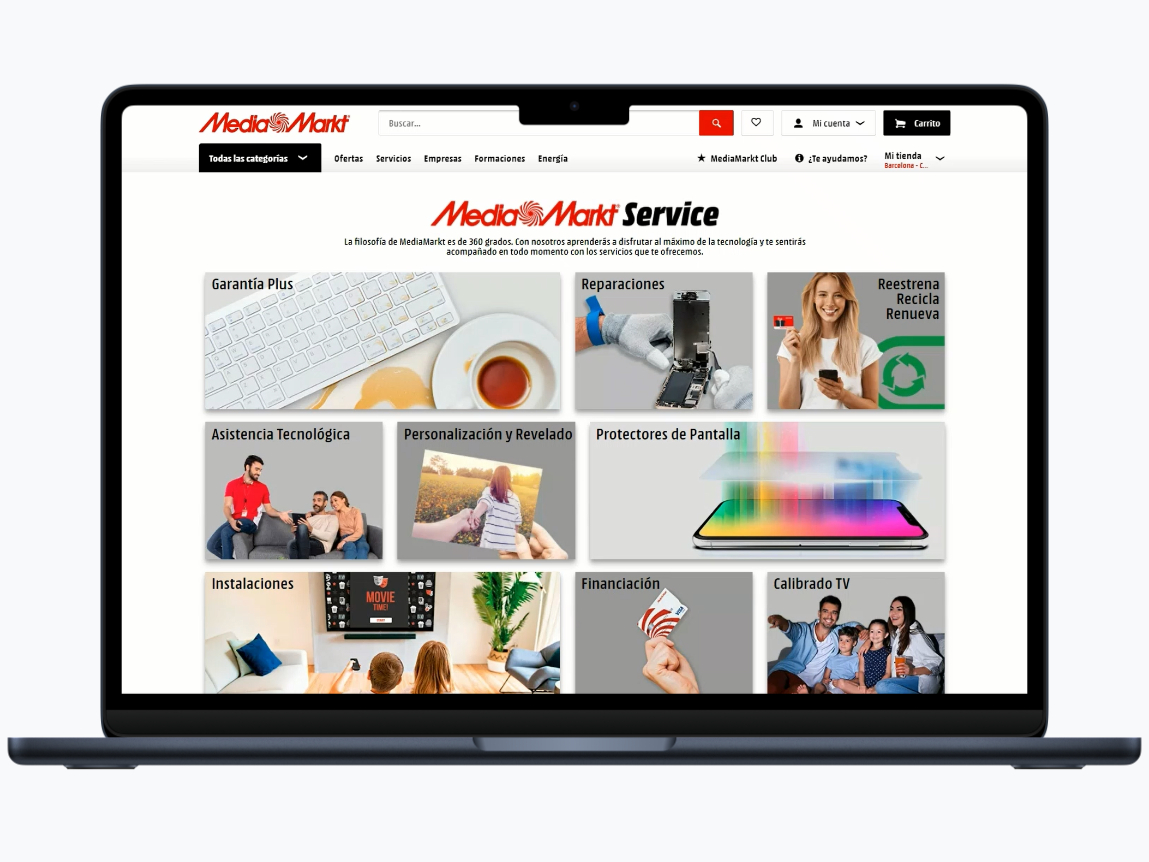 MediaMarkt
Buscar...
Mi cuenta
Carrito
Todas las categorías
Ofertas
Servicios
Empresas
Formaciones
Energía
MediaMarkt Club
¿Te ayudamos?
Mi tienda
Barcelona - C...
MediaMarkt Service
La filosofía de MediaMarkt es de 360 grados. Con nosotros aprenderás a disfrutar al máximo de la tecnología y te sentirás
acompañado en todo momento con los servicios que te ofrecemos.
Garantía Plus
Reparaciones
Reestrena
Recicla
Renueva
Asistencia Tecnológica
Personalización y Revelado
Protectores de Pantalla
Instalaciones
MOVIE
TIME!
Financiación
VISA
Calibrado TV